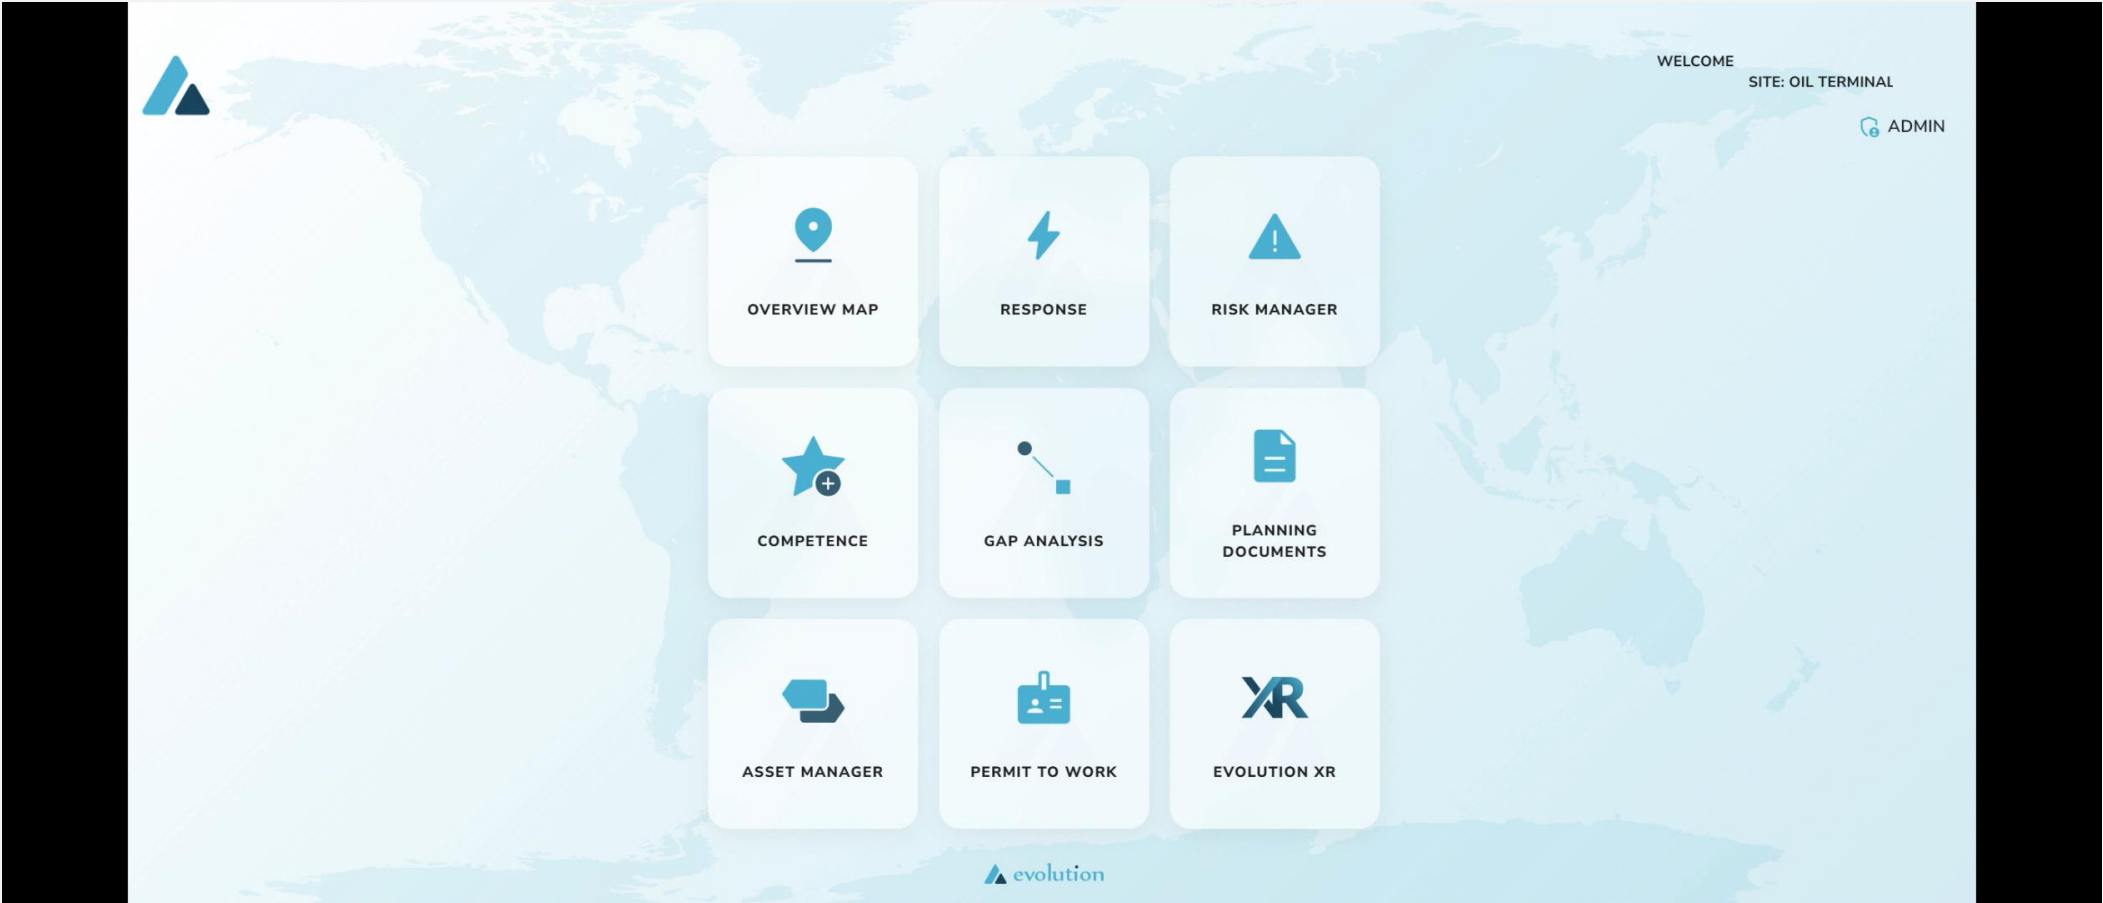 WELCOME
SITE: OIL TERMINAL
ADMIN
OVERVIEW MAP
RESPONSE
RISK MANAGER
COMPETENCE
GAP ANALYSIS
PLANNING
DOCUMENTS
XR
ASSET MANAGER
PERMIT TO WORK
EVOLUTION XR
evolution